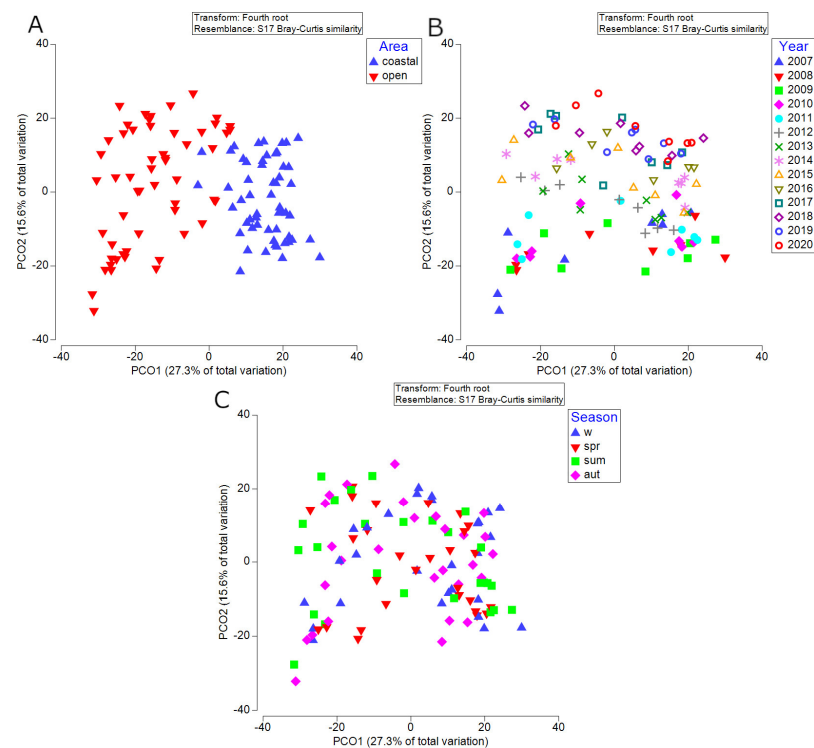 A
Transform: Fourth root
Resemblance: S17 Bray-Curtis similarity
Area
coastal
open
40
20
0
-20
-40
PCO2 (15.6% of total variation)
-40
-20
0
20
40
PCO1 (27.3% of total variation)
B
Transform: Fourth root
Resemblance: S17 Bray-Curtis similarity
Year
2007
2008
2009
2010
2011
2012
2013
2014
2015
2016
2017
2018
2019
2020
40
20
0
-20
-40
PCO2 (15.6% of total variation)
-40
-20
0
20
40
PCO1 (27.3% of total variation)
C
Transform: Fourth root
Resemblance: S17 Bray-Curtis similarity
Season
w
spr
sum
aut
40
20
0
-20
-40
PCO2 (15.6% of total variation)
-40
-20
0
20
40
PCO1 (27.3% of total variation)